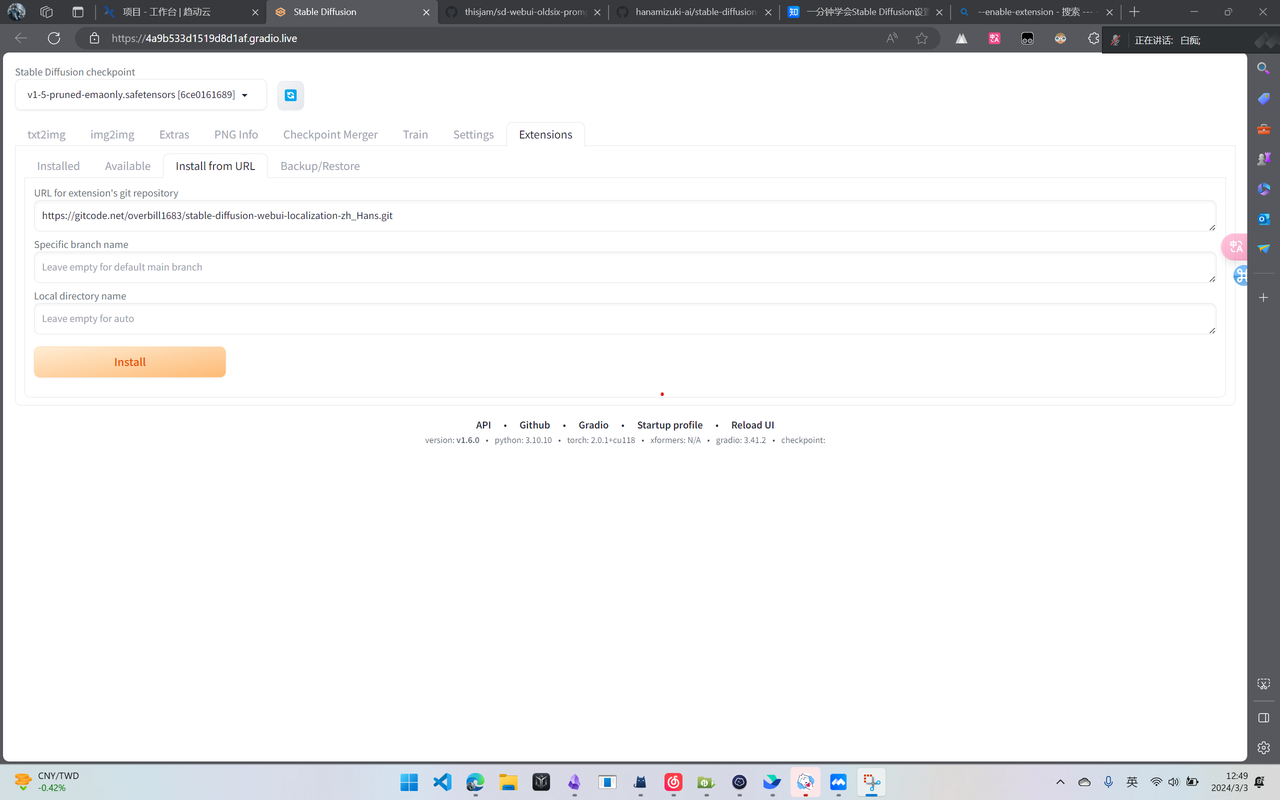 项目 - 工作台 | 趋动云
Stable Diffusion
thisjam/sd-webui-oldsix-prom
hanamizuki-ai/stable-diffusion
知 一分钟学会Stable Diffusion设置
--enable-extension - 搜索
https://4a9b533d1519d8d1af.gradio.live
正在讲话: 白痴;
Stable Diffusion checkpoint
v1-5-pruned-emaonly.safetensors [6ce0161689]
txt2img
img2img
Extras
PNG Info
Checkpoint Merger
Train
Settings
Extensions
Installed
Available
Install from URL
Backup/Restore
URL for extension's git repository
https://gitcode.net/overbill1683/stable-diffusion-webui-localization-zh_Hans.git
Specific branch name
Leave empty for default main branch
Local directory name
Leave empty for auto
Install
API • Github • Gradio • Startup profile • Reload UI
version: v1.6.0 • python: 3.10.10 • torch: 2.0.1+cu118 • xformers: N/A • gradio: 3.41.2 • checkpoint:
CNY/TWD
-0.42%
英
12:49
2024/3/3